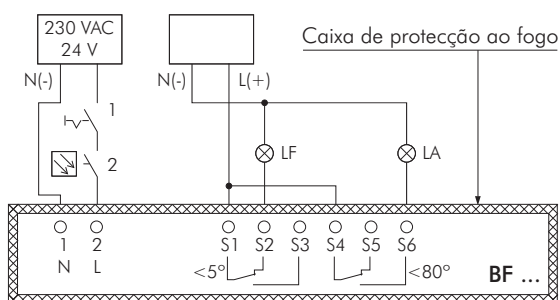 230 VAC
24 V
Caixa de protecção ao fogo
N(-)
N(-)
L(+)
1
2
LF
LA
1 2 S1 S2 S3 S4 S5 S6
N L
<5° <80°
BF ...